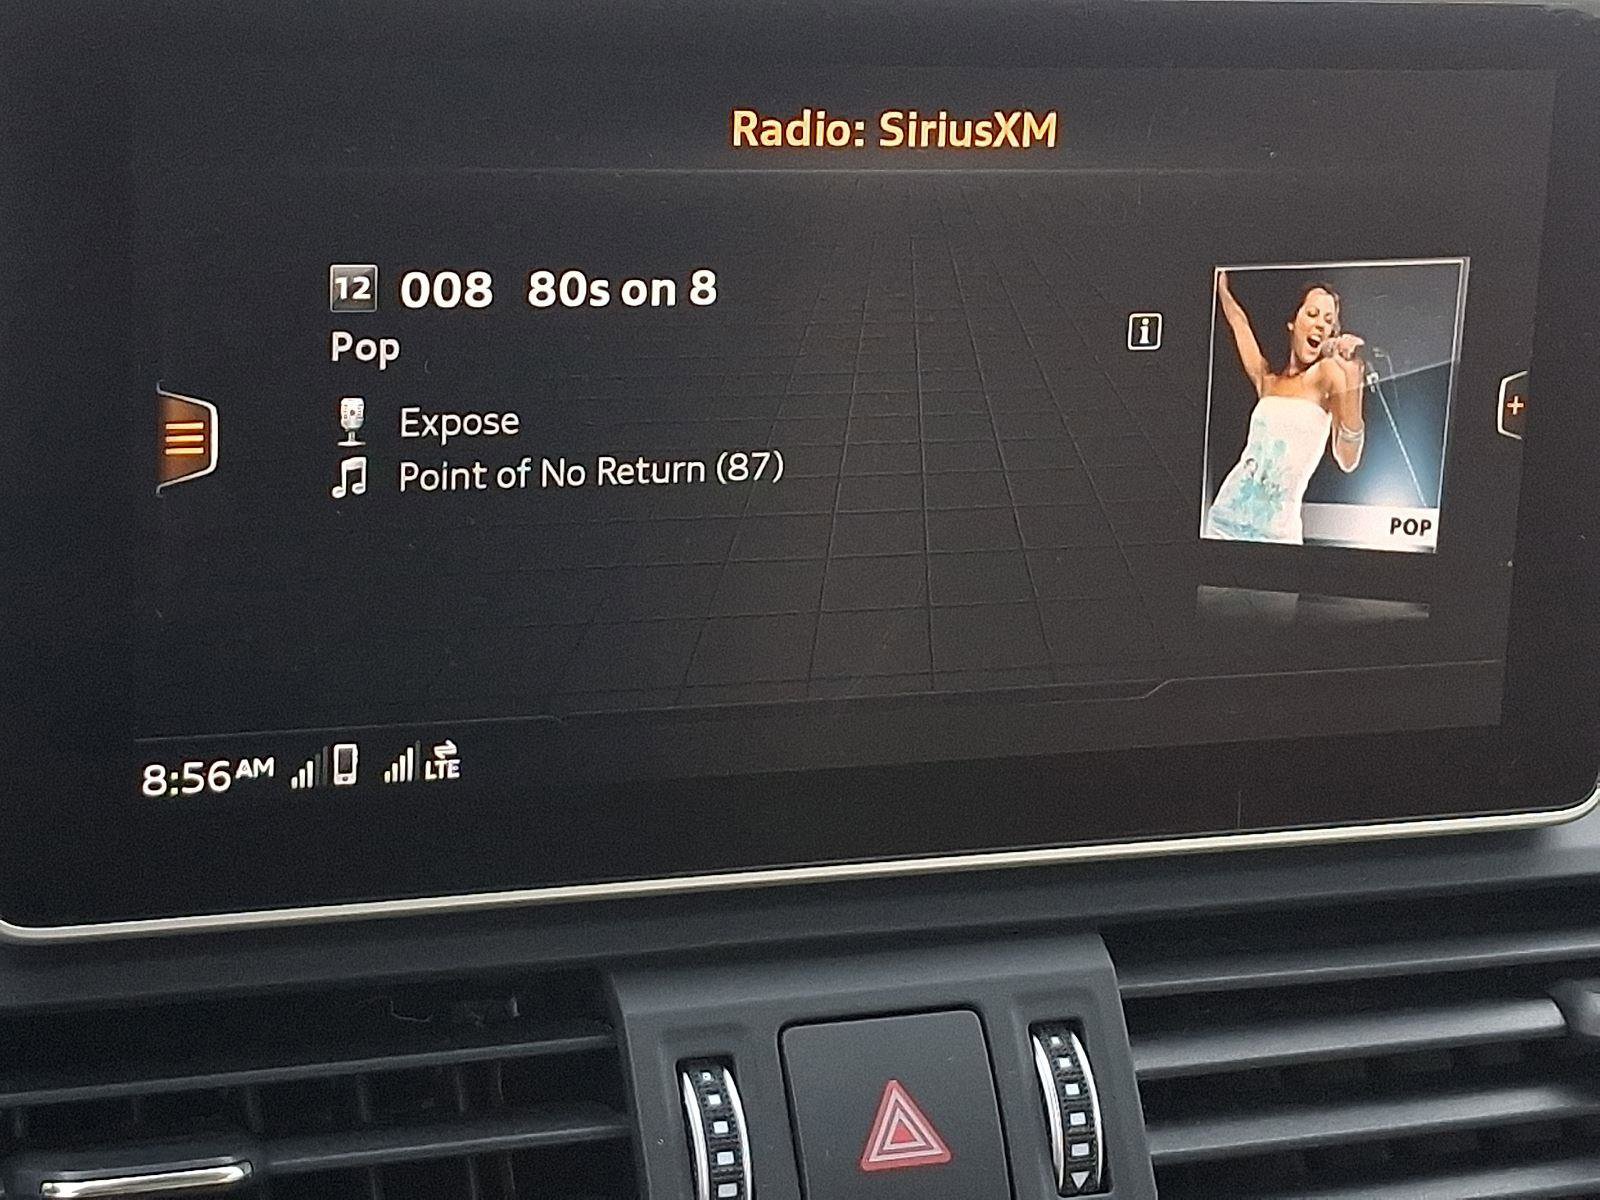 Radio: SiriusXM
12 008 80s on 8
Pop
Expose
Point of No Return (87)
POP
8:56AM LTE